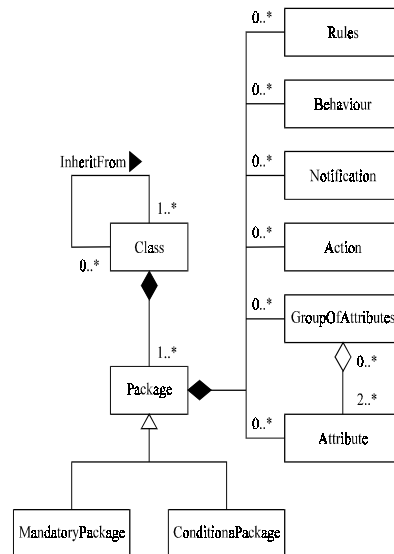 0..*
Rules
0..*
Behaviour
0..*
InheritFrom
Notification
1..*
0..*
Class
Action
0..*
0..*
GroupOfAttributes
0..*
1..*
Package
2..*
0..*
Attribute
MandatoryPackage
ConditionaPackage